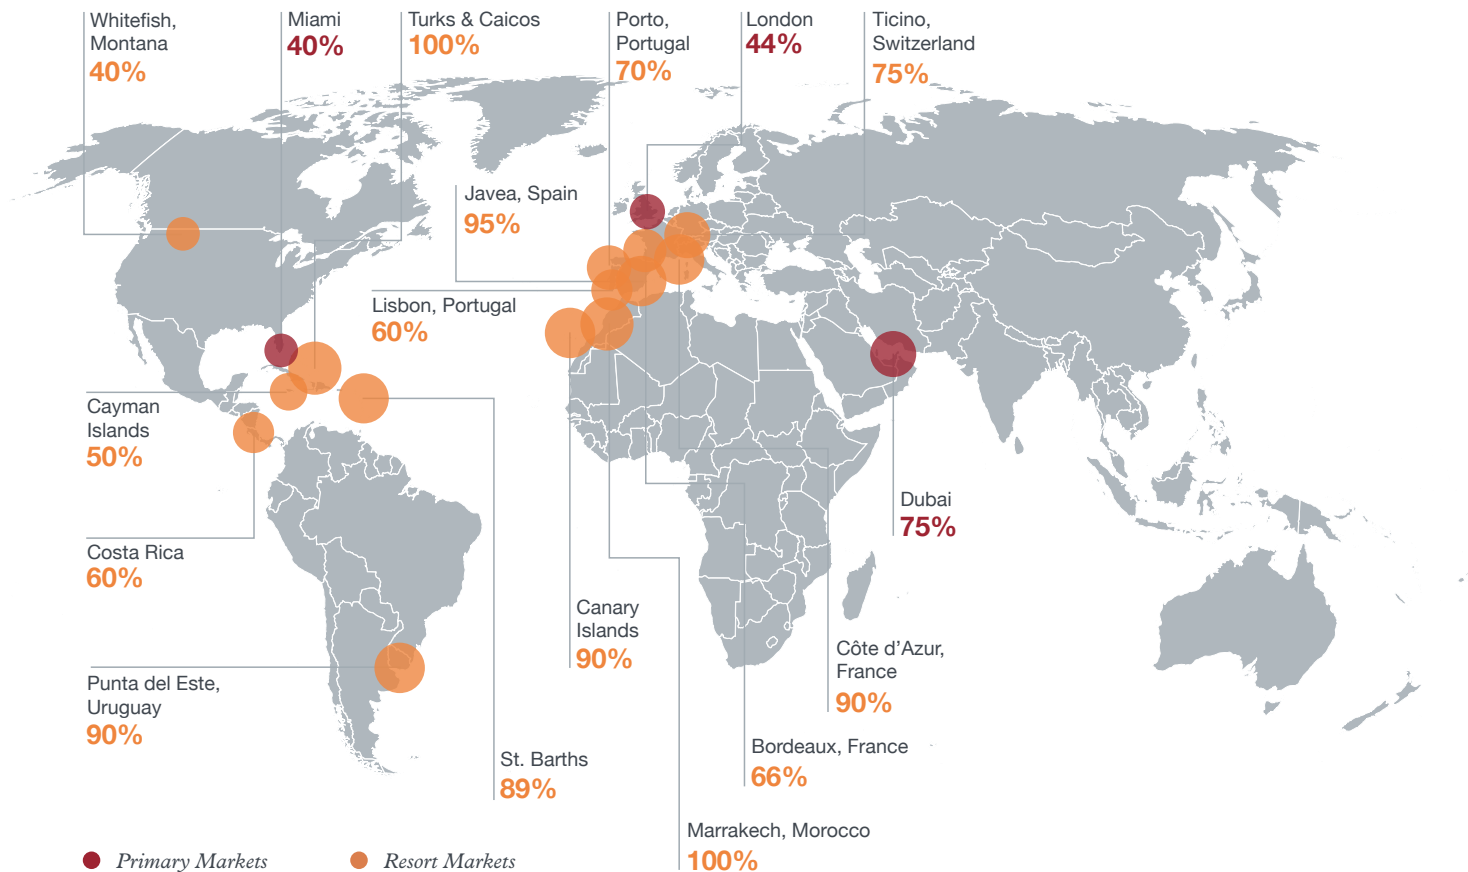 Whitefish,
Montana
40%
Miami
40%
Turks & Caicos
100%
Porto,
Portugal
70%
London
44%
Ticino,
Switzerland
75%
Javea, Spain
95%
Lisbon, Portugal
60%
Cayman
Islands
50%
Costa Rica
60%
Punta del Este,
Uruguay
90%
St. Barths
89%
Canary
Islands
90%
Dubai
75%
Côte d’Azur,
France
90%
Bordeaux, France
66%
Marrakech, Morocco
100%
Primary Markets
Resort Markets